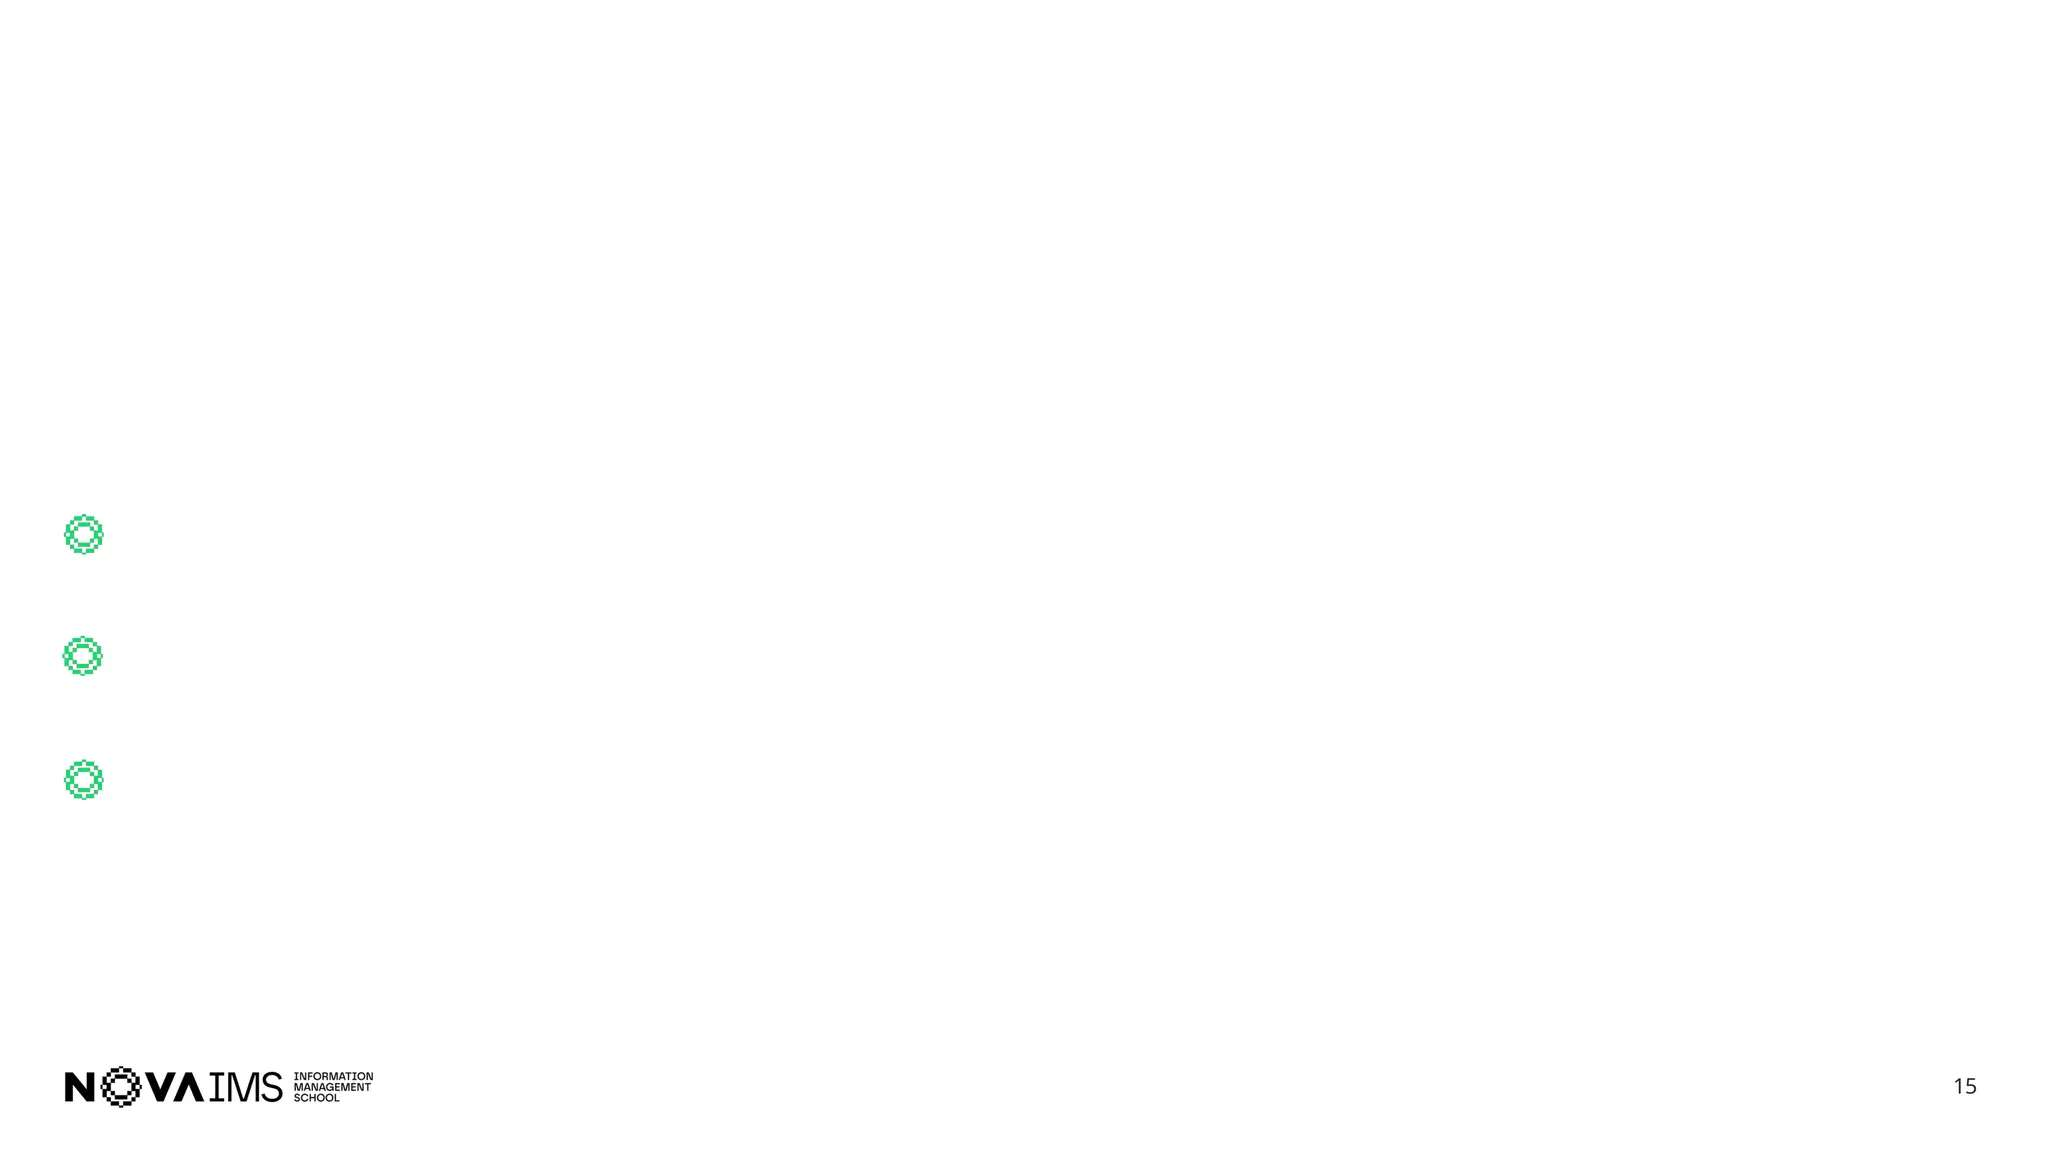 NOVA IMS
INFORMATION
MANAGEMENT
SCHOOL
15